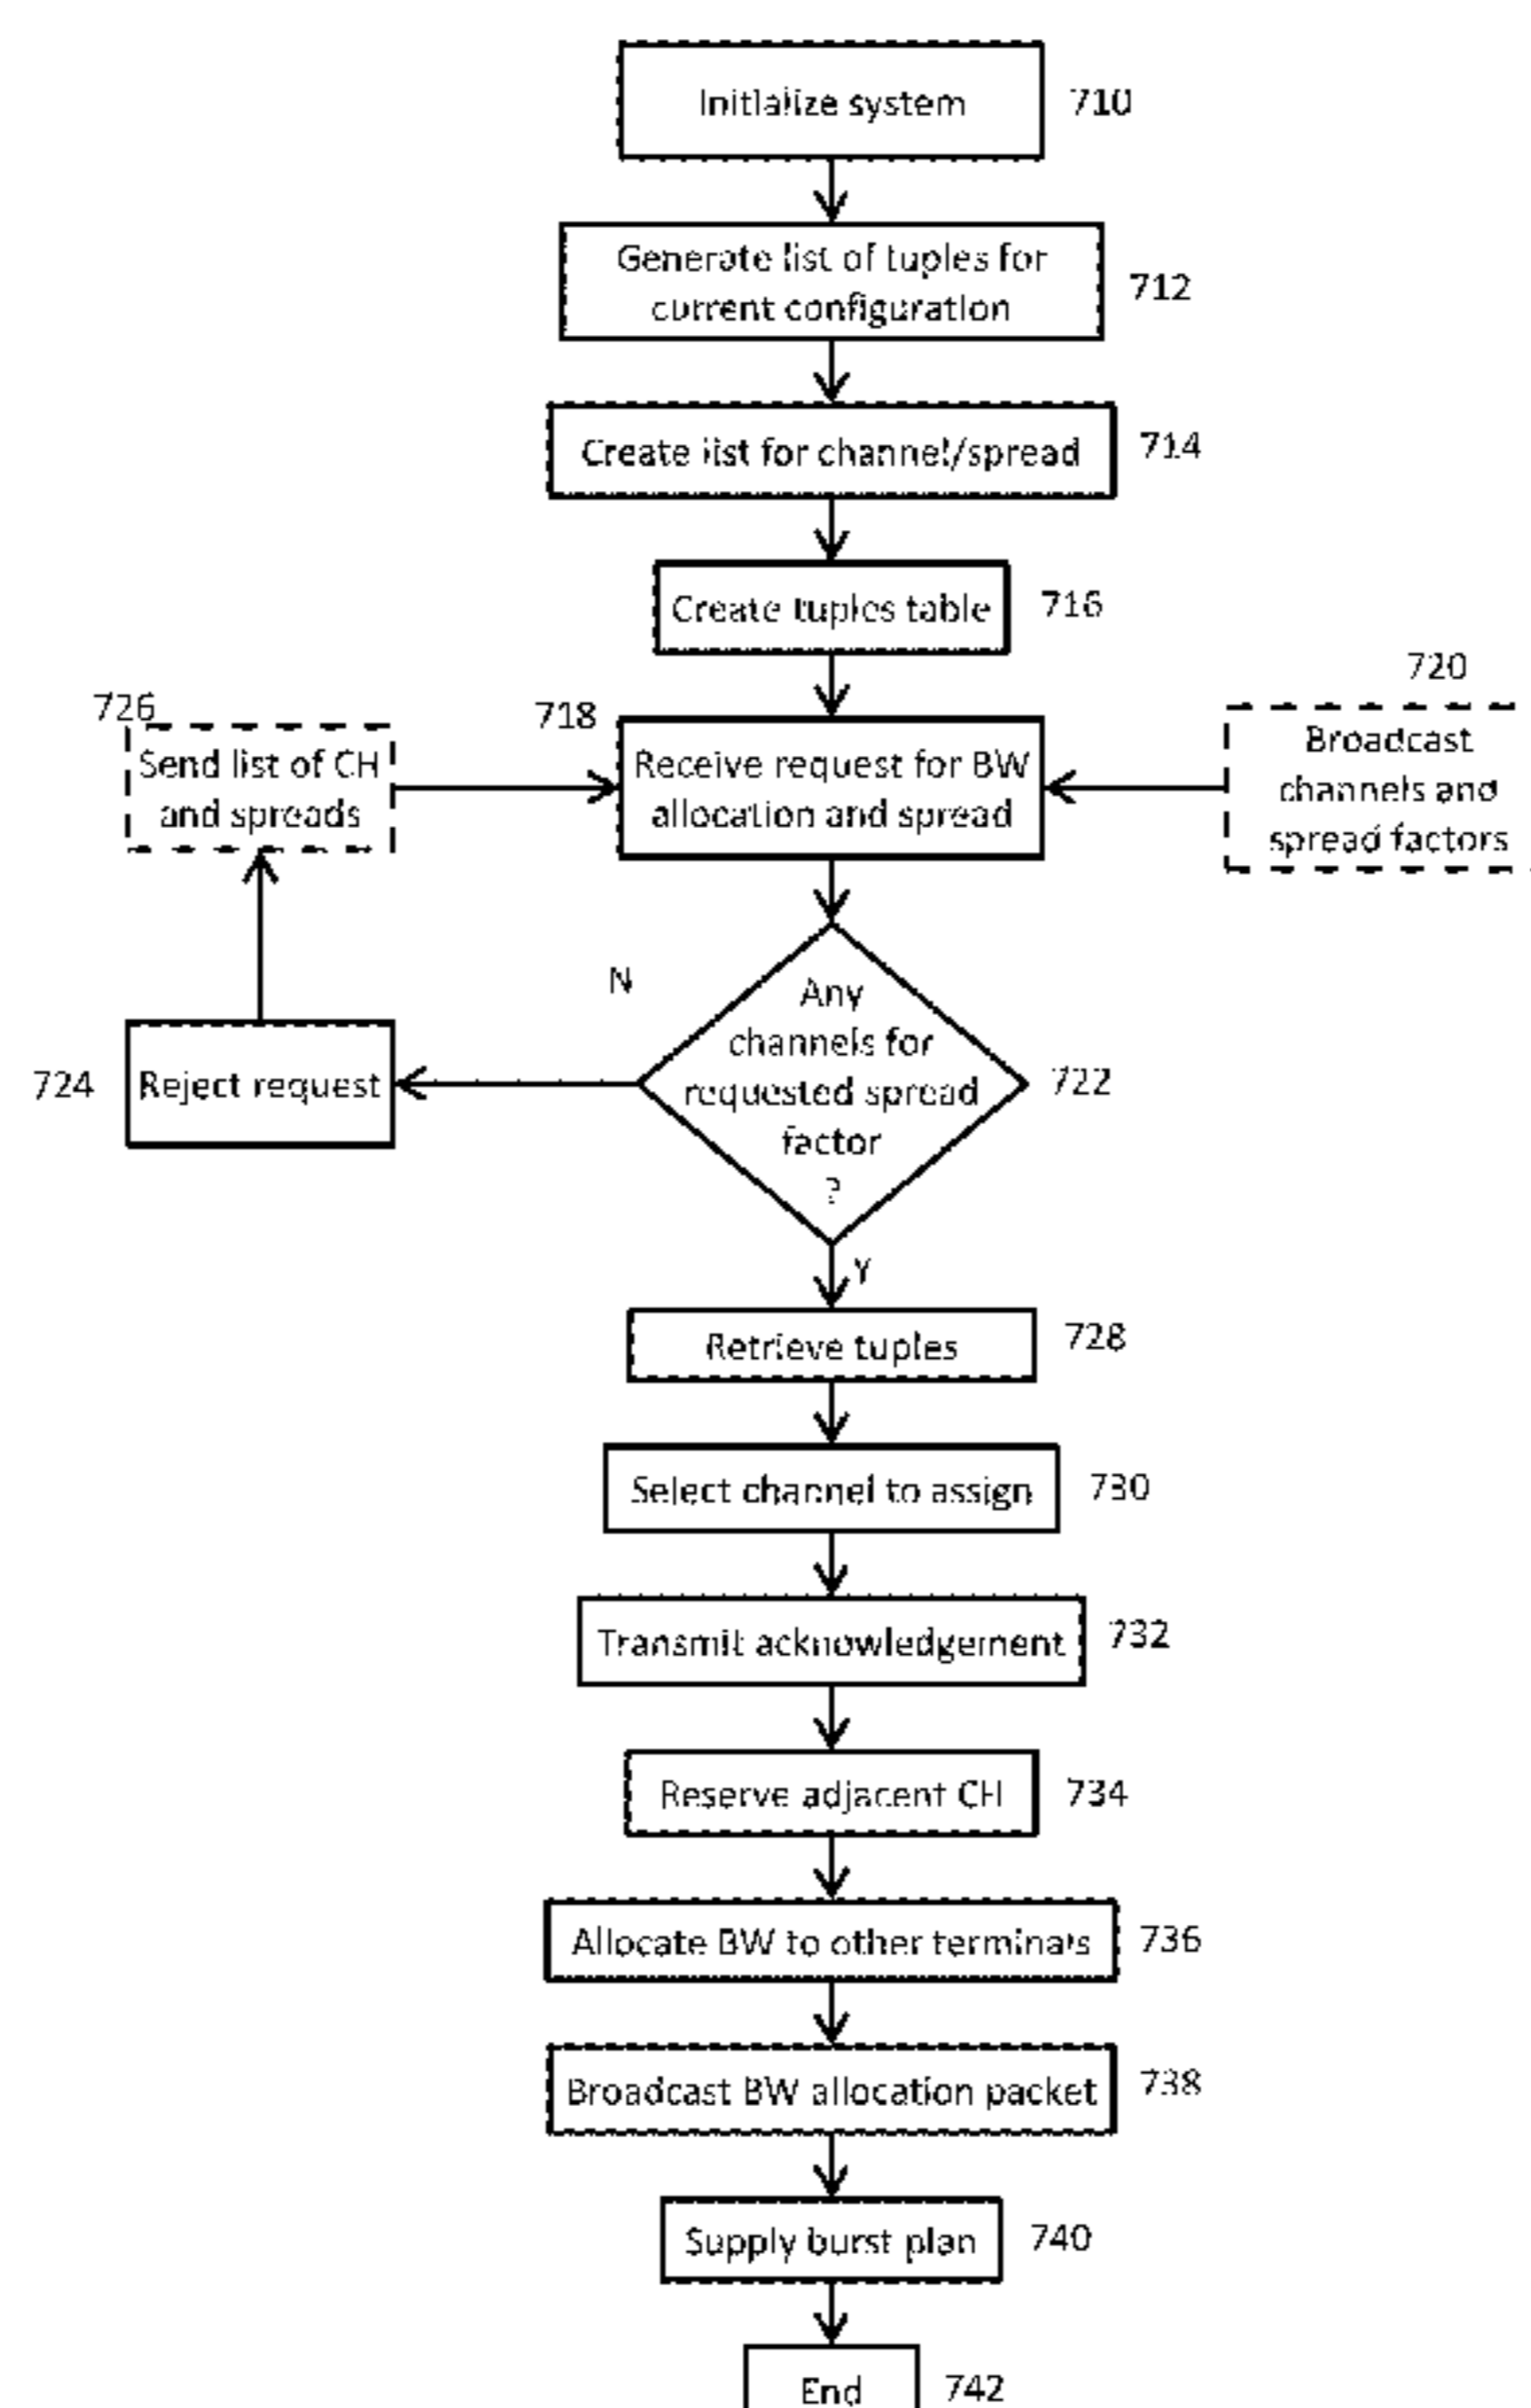 Initialize system
710
Generate list of tuples for
current configuration
712
Create list for channel/spread
714
Create tuples table
716
726
Send list of CH
and spreads
718
Receive request for BW
allocation and spread
720
Broadcast
channels and
spread factors
N
Any
channels for
requested spread
factor
?
722
724
Reject request
Y
Retrieve tuples
728
Select channel to assign
730
Transmit acknowledgement
732
Reserve adjacent CH
734
Allocate BW to other terminals
736
Broadcast BW allocation packet
738
Supply burst plan
740
End
742